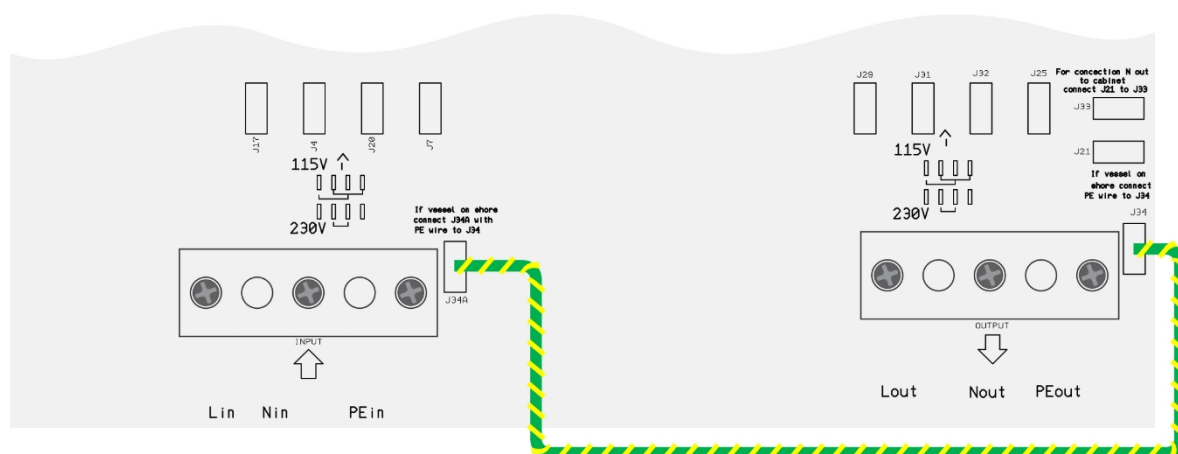 J17
J4
J20
J7
115V
230V
If vessel on shore
connect J34A with
PE wire to J34
J34A
INPUT
Lin Nin PEin
J29
J31
J32
J25
For concection N out
to cabinet
connect J21 to J33
J33
J21
115V
230V
If vessel on
shore connect
PE wire to J34
J34
OUTPUT
Lout Nout PEout